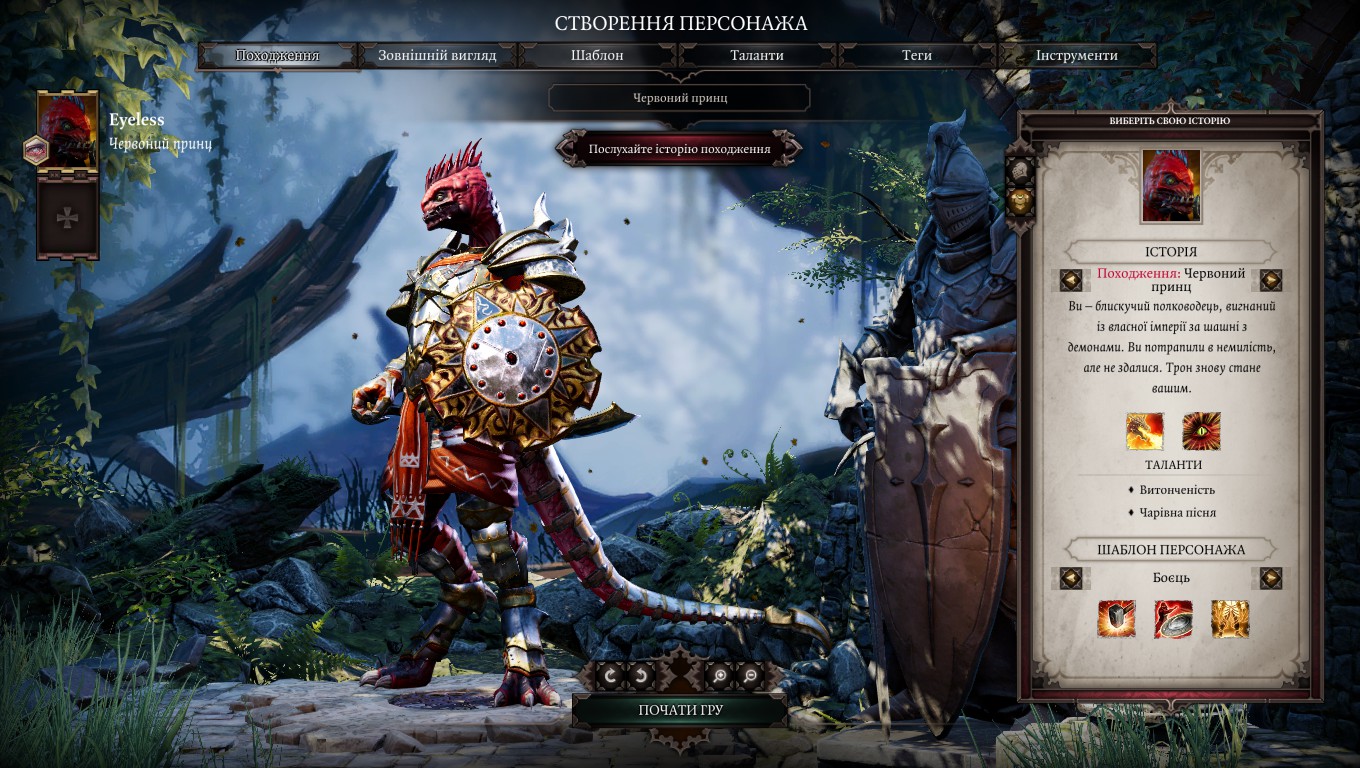 СТВОРЕННЯ ПЕРСОНАЖА
Походження
Зовнішній вигляд
Шаблон
Таланти
Теги
Інструменти
Червоний принц
Послухайте історію походження
Eyeless
Червоний принц
ВИБЕРІТЬ СВОЮ ІСТОРІЮ
ІСТОРІЯ
Походження: Червоний
принц
Ви – блискучий полководець, вигнаний
із власної імперії за шашні з
демонами. Ви потрапили в немилість,
але не здалися. Трон знову стане
вашим.
ТАЛАНТИ
♦ Витонченість
♦ Чарівна пісня
ШАБЛОН ПЕРСОНАЖА
Боєць
ПОЧАТИ ГРУ